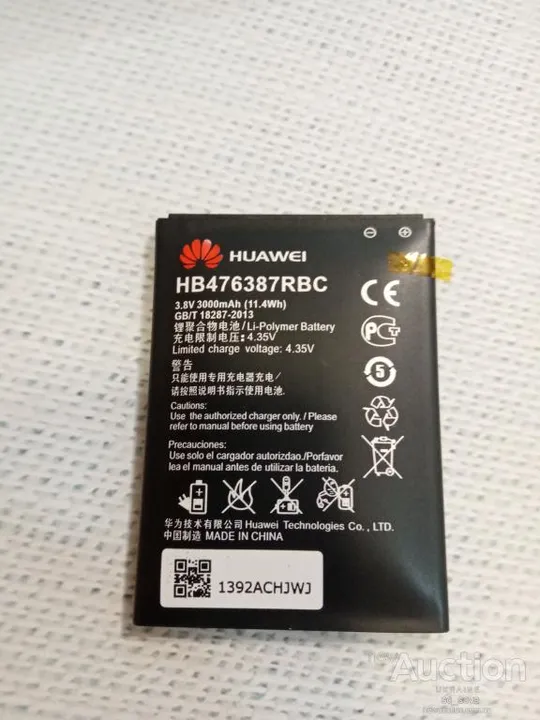 HUAWEI
HB476387RBC
3.8V 3000mAh (11.4Wh)
GB/T 18287-2013
锂聚合物电池/Li-Polymer Battery
充电限制电压:4.35V
Limited charge voltage: 4.35V
警告
只能使用专用充电器充电/
请按照说明书指示使用电池.
Cautions:
Use the authorized charger only. / Please
refer to manual before using battery
Precauciones:
Use solo el cargador autorizdao./Porfavor
lea el manual antes de utilizar la bateria.
CE
PC
5
华为技术有限公司 Huawei Technologies Co., LTD.
中国制造 MADE IN CHINA
1392ACHJWJ
Auction
UKRAINE